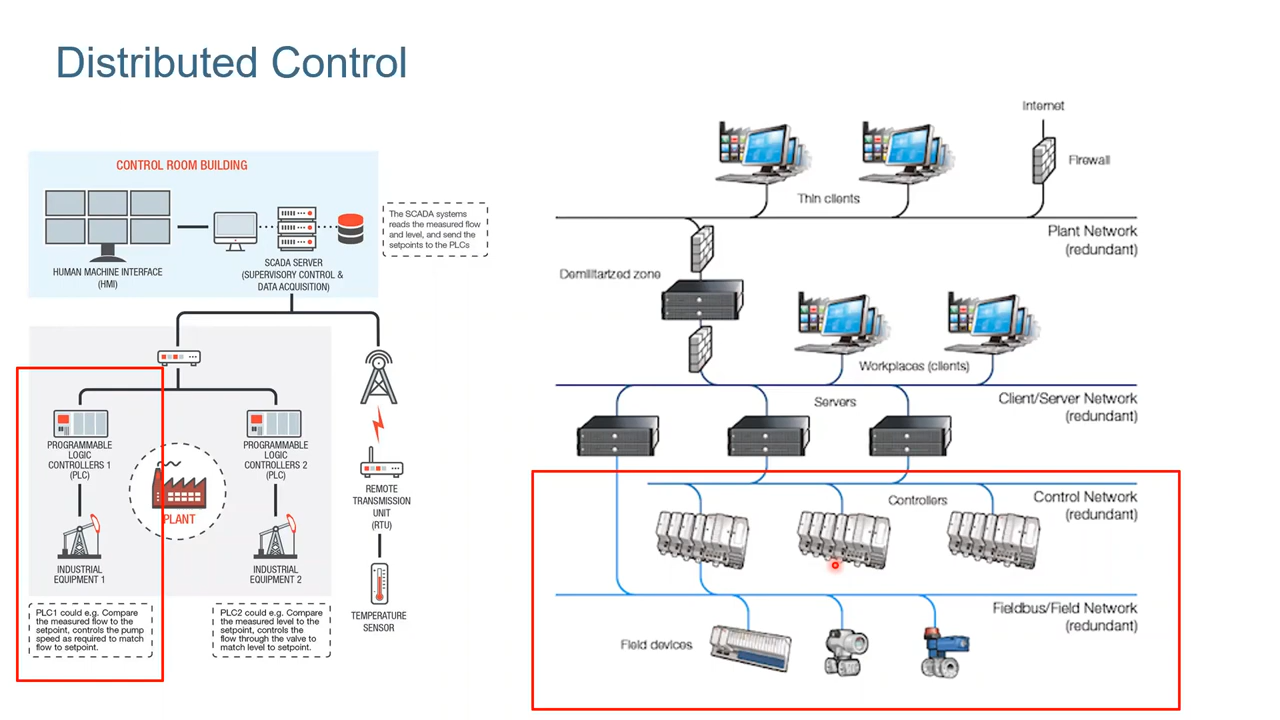 Distributed Control
CONTROL ROOM BUILDING
HUMAN MACHINE INTERFACE
(HMI)
SCADA SERVER
(SUPERVISORY CONTROL &
DATA ACQUISITION)
The SCADA systems
reads the measured flow
and level, and send the
setpoints to the PLCs
PROGRAMMABLE
LOGIC
CONTROLLERS 1
(PLC)
PROGRAMMABLE
LOGIC
CONTROLLERS 2
(PLC)
PLANT
INDUSTRIAL
EQUIPMENT 1
INDUSTRIAL
EQUIPMENT 2
REMOTE
TRANSMISSION
UNIT
(RTU)
TEMPERATURE
SENSOR
PLC1 could e.g. Compare
the measured flow to the
setpoint, controls the pump
speed as required to match
flow to setpoint.
PLC2 could e.g. Compare
the measured level to the
setpoint, controls the
flow through the valve to
match level to setpoint.
Internet
Firewall
Thin clients
Plant Network
(redundant)
Demilitarized zone
Workplaces (clients)
Servers
Client/Server Network
(redundant)
Controllers
Control Network
(redundant)
Fieldbus/Field Network
(redundant)
Field devices